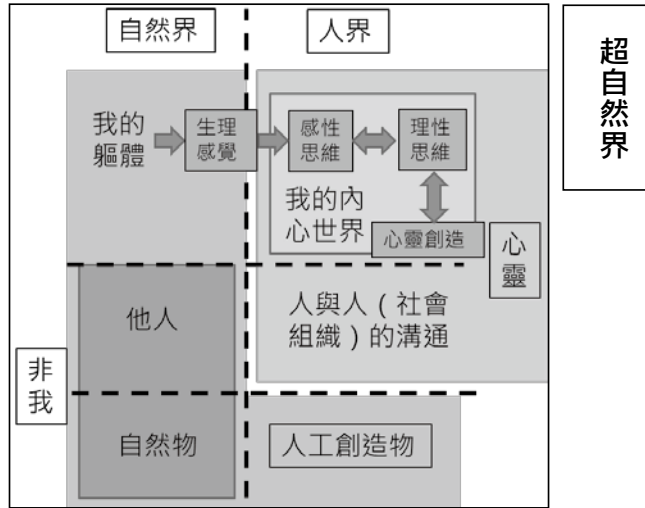 自然界
人界
超自然界
我的
軀體
生理
感覺
感性
思維
理性
思維
我的內
心世界
心靈創造
心靈
他人
人與人（社會
組織）的溝通
非我
自然物
人工創造物